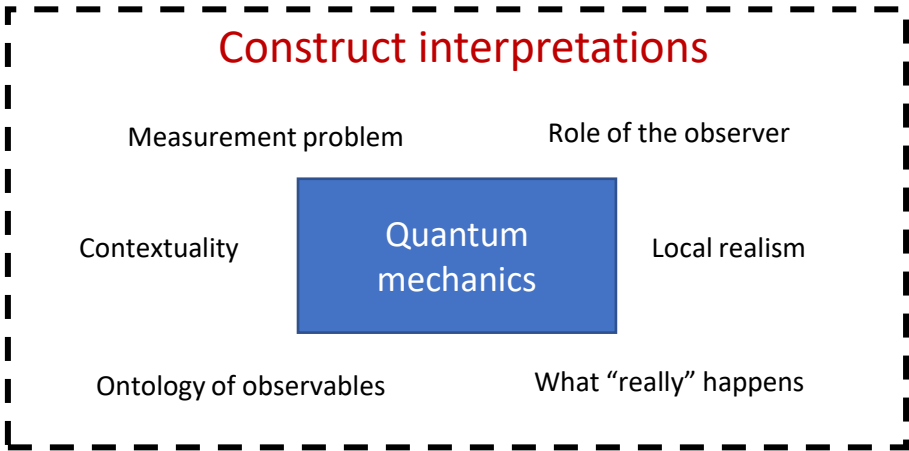 Construct interpretations
Measurement problem
Role of the observer
Contextuality
Quantum
mechanics
Local realism
Ontology of observables
What “really” happens